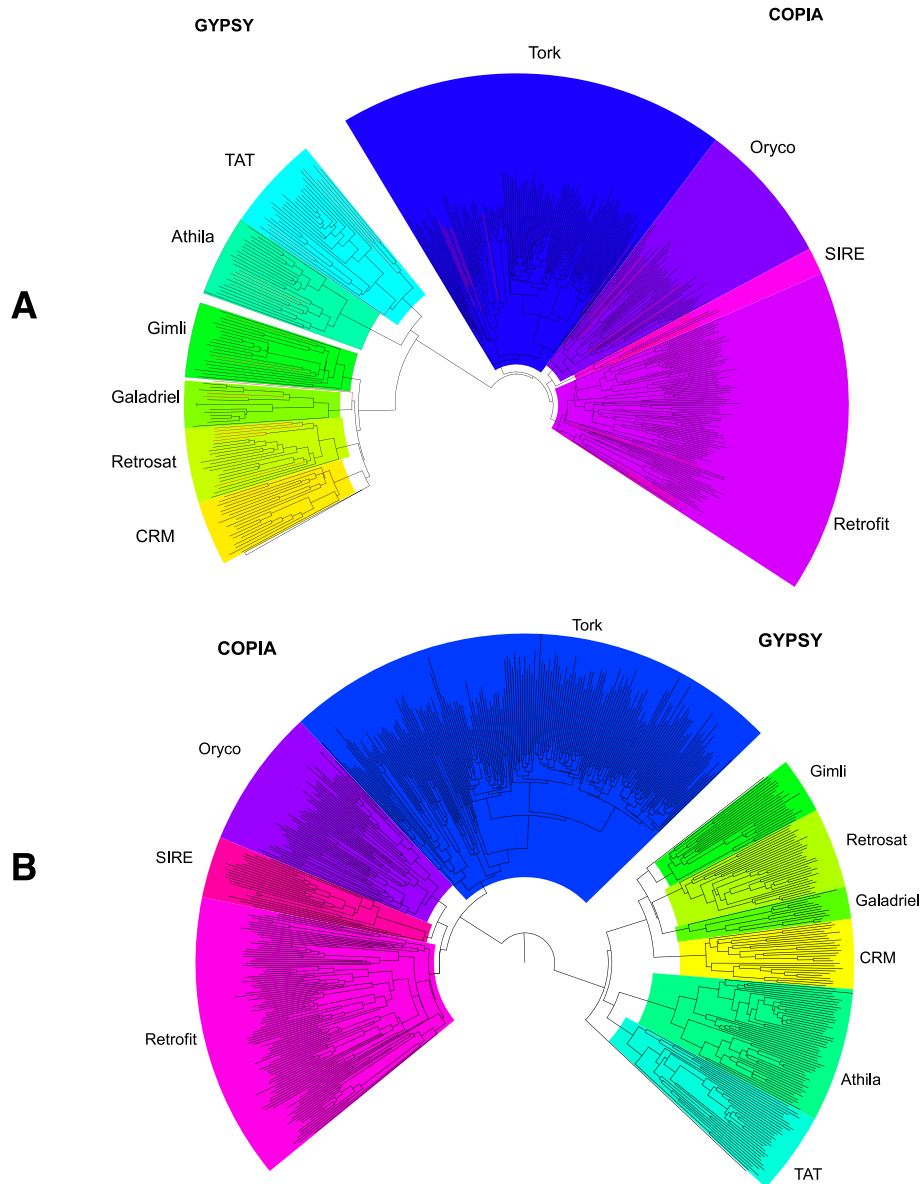 COPIA
GYPSY
Tork
Oryco
TAT
Athila
SIRE
A
Gimli
Galadriel
Retrosat
Retrofit
CRM
Tork
COPIA
GYPSY
Oryco
Gimli
Retrosat
SIRE
B
Galadriel
CRM
Retrofit
Athila
TAT